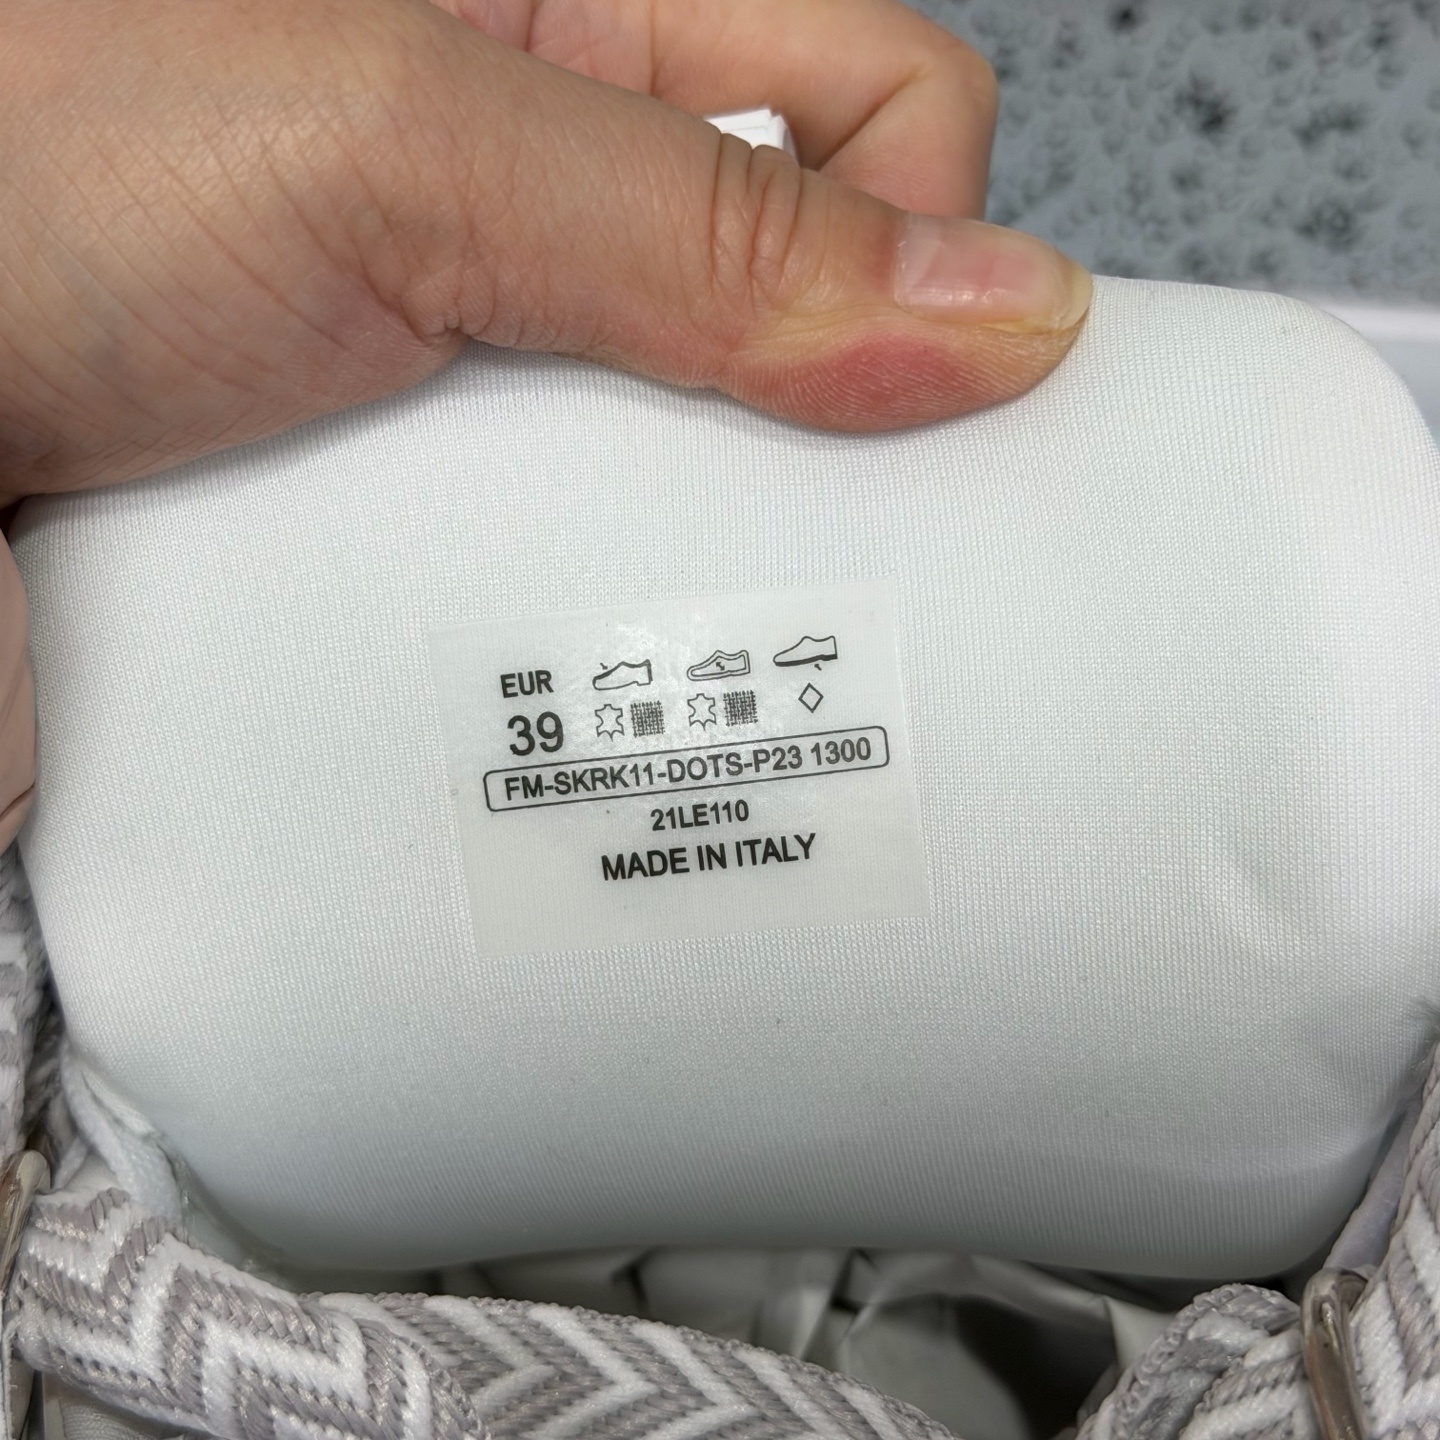 EUR
39
FM-SKRK11-DOTS-P23 1300
21LE110
MADE IN ITALY